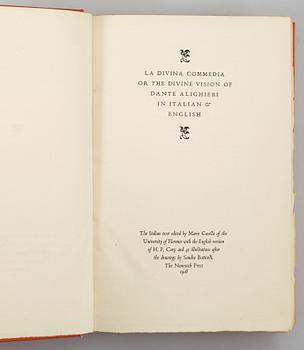 LA DIVINA COMMEDIA
OR THE DIVINE VISION OF
DANTE ALIGHIERI
IN ITALIAN &
ENGLISH
The Italian text edited by Mario Casella of the
University of Florence with the English version
of H. F. Cary and 42 illustrations after
the drawings by Sandro Botticelli
The Nonesuch Press
1928